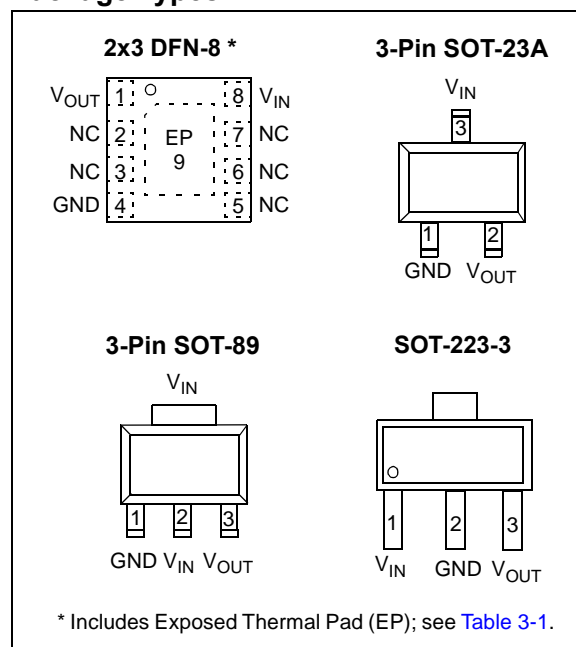 2x3 DFN-8 *
VOUT 1 8 VIN
NC 2 EP 7 NC
NC 3 9 6 NC
GND 4 5 NC
3-Pin SOT-23A
VIN
3
1 2
GND VOUT
3-Pin SOT-89
VIN
1 2 3
GND VIN VOUT
SOT-223-3
1 2 3
VIN GND VOUT
* Includes Exposed Thermal Pad (EP); see Table 3-1.